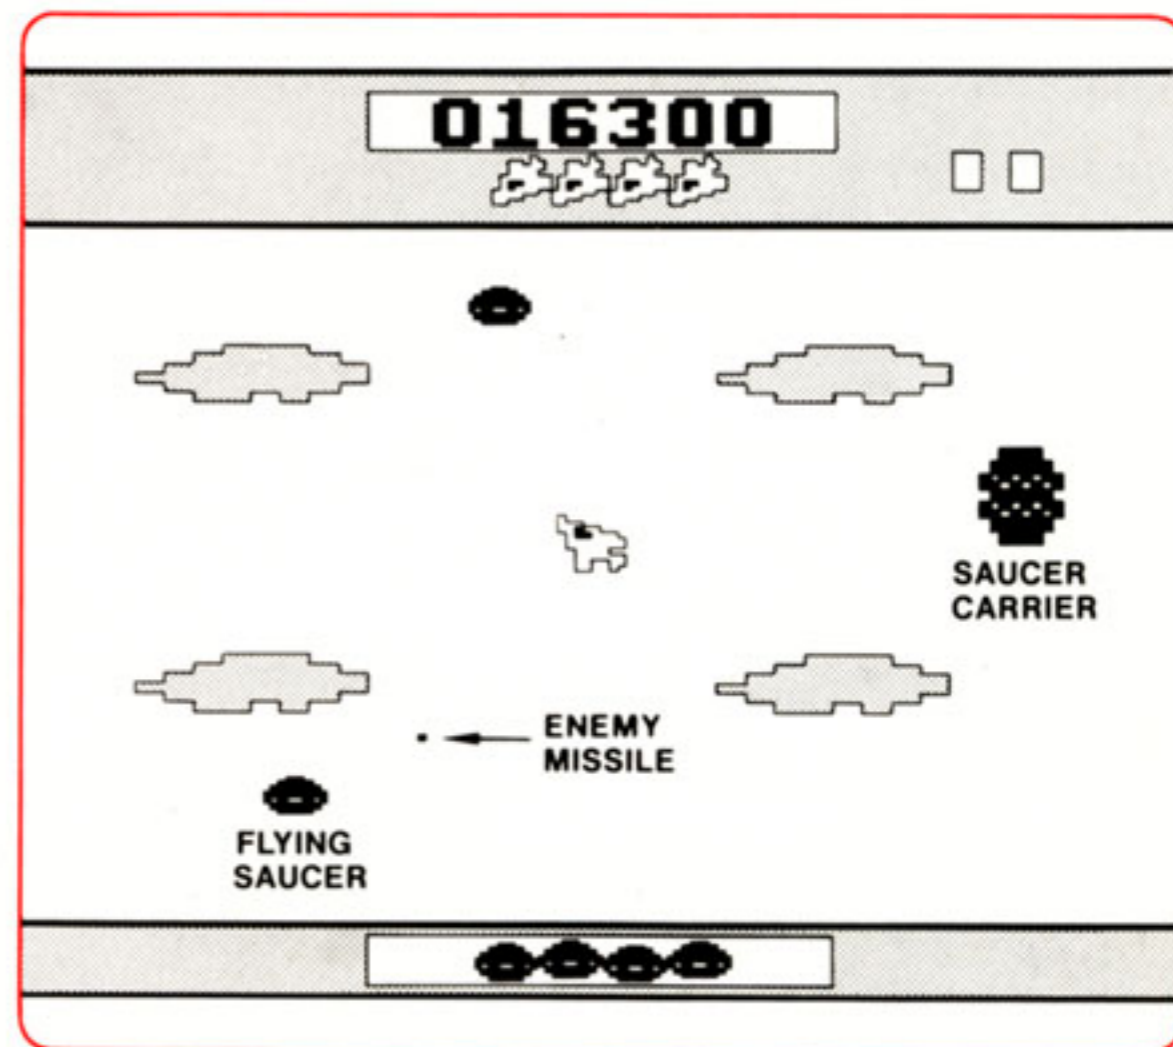 016300
SAUCER
CARRIER
ENEMY
MISSILE
FLYING
SAUCER